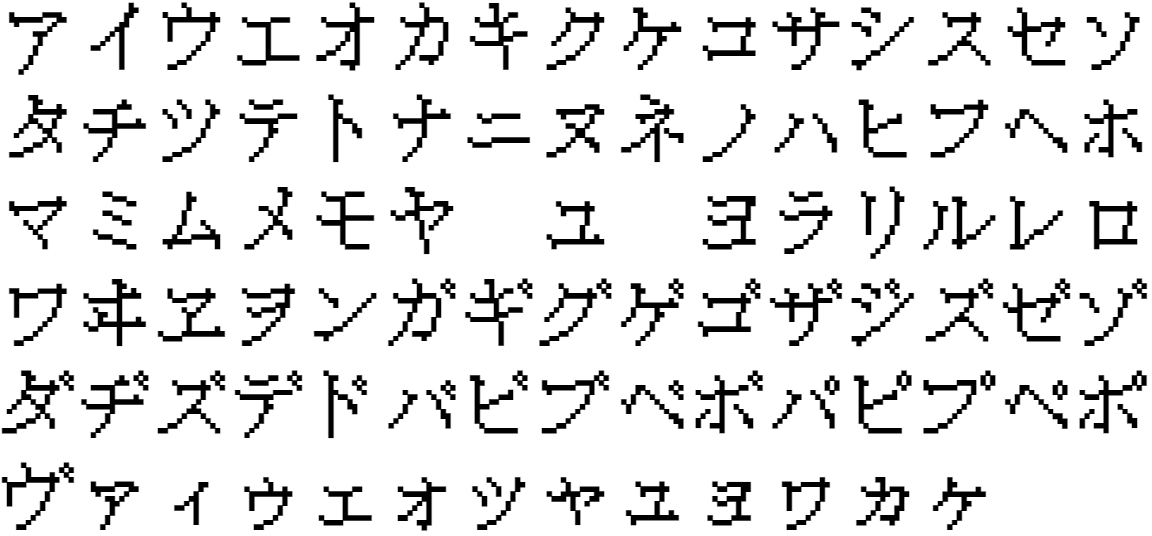 アイウエオカキクケコサシスセソ
タチツテトナニヌネノハヒフヘホ
マミムメモヤ ユ ヨラリルレロ
ワヰヱヲンガギグゲゴザジズゼゾ
ダヂズデドバビブベボパピプペポ
ヴァィゥェォッャュョヮヵヶ